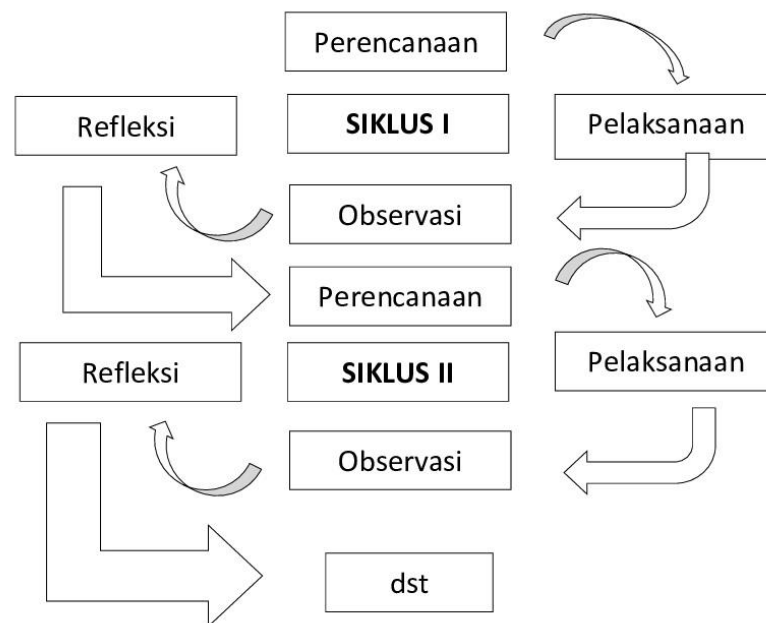 Perencanaan
Refleksi
SIKLUS I
Pelaksanaan
Observasi
Perencanaan
Refleksi
SIKLUS II
Pelaksanaan
Observasi
dst